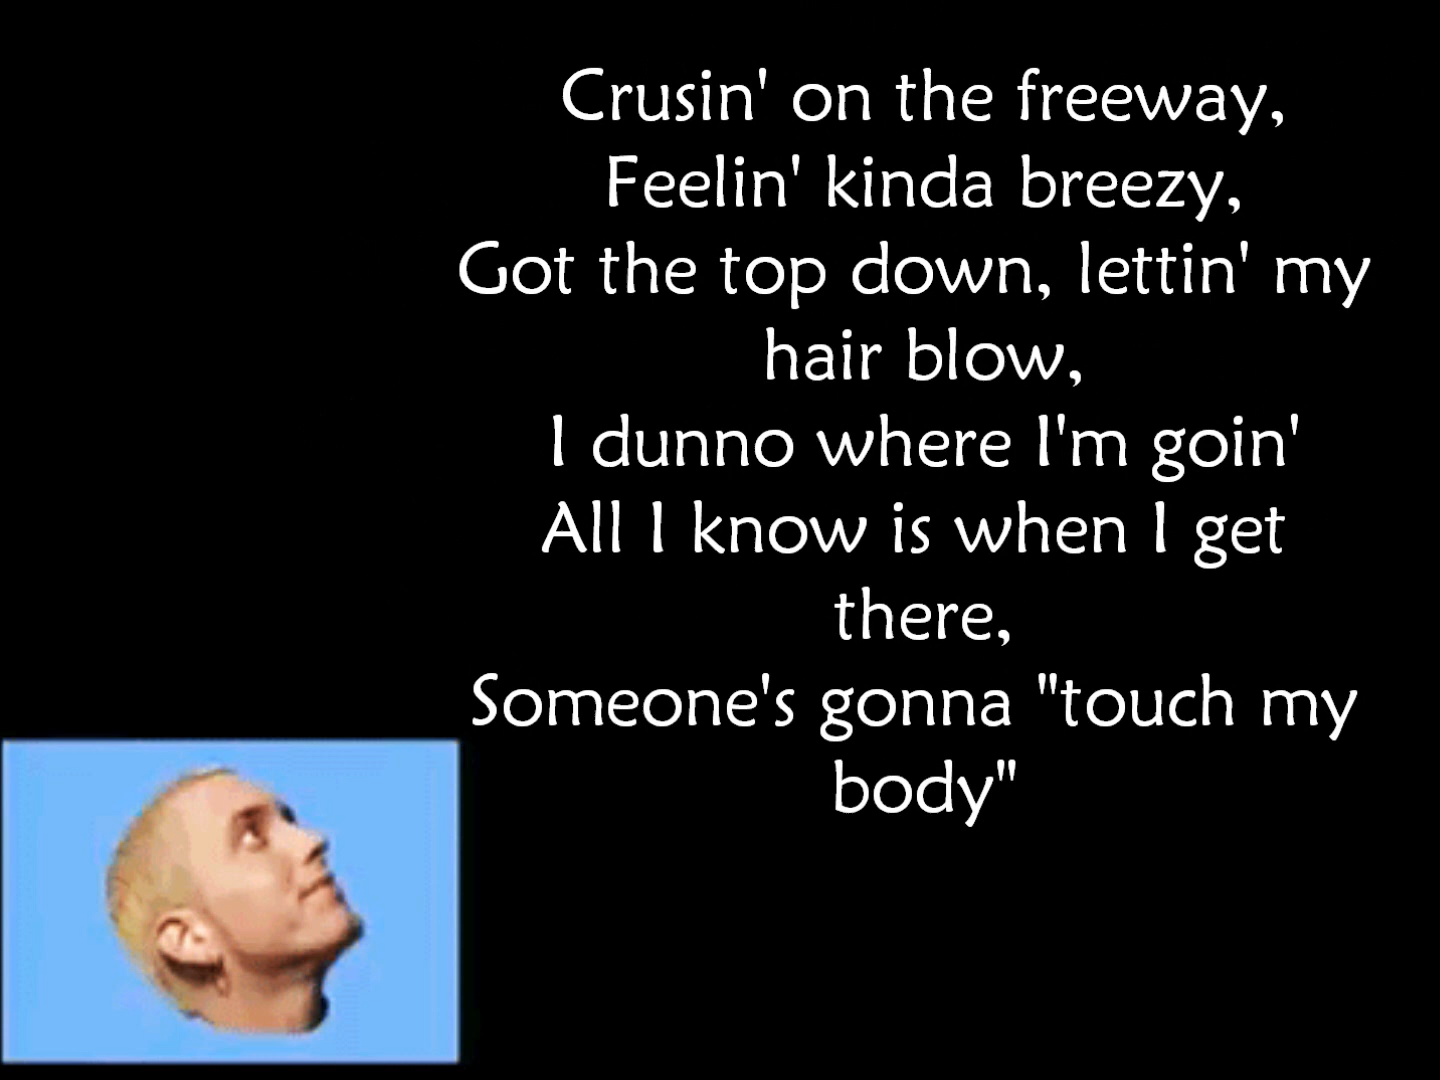 Crusin' on the freeway,
Feelin' kinda breezy,
Got the top down, lettin' my
hair blow,
I dunno where I'm goin'
All I know is when I get
there,
Someone's gonna "touch my
body"